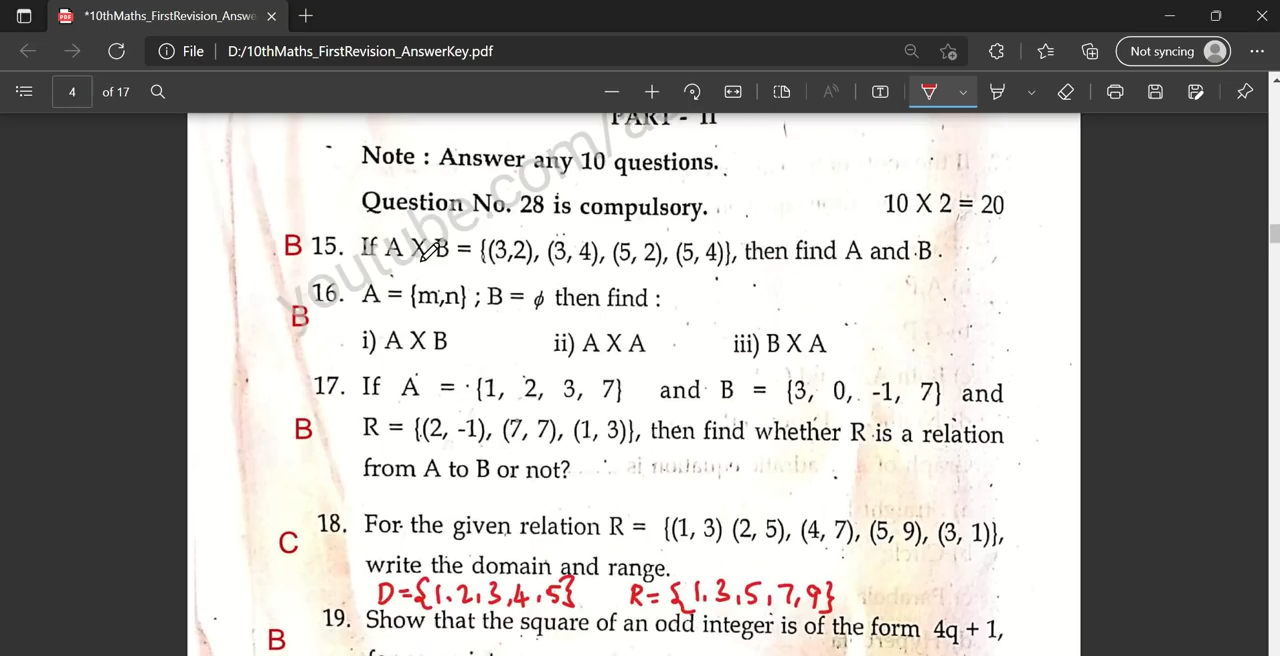 *10thMaths_FirstRevision_Answe
File D:/10thMaths_FirstRevision_AnswerKey.pdf Not syncing
4 of 17
PART - II
Note : Answer any 10 questions.
Question No. 28 is compulsory. 10 X 2 = 20
B 15. If A X B = {(3,2), (3, 4), (5, 2), (5, 4)}, then find A and B .
16. A = {m,n} ; B = ϕ then find :
B
i) A X B ii) A X A iii) B X A
17. If A = {1, 2, 3, 7} and B = {3, 0, -1, 7} and
B R = {(2, -1), (7, 7), (1, 3)}, then find whether R is a relation
from A to B or not?
18. For the given relation R = {(1, 3) (2, 5), (4, 7), (5, 9), (3, 1)},
C
write the domain and range.
D={1.2,3,4.5} R={1.3,5,7,9}
19. Show that the square of an odd integer is of the form 4q + 1,
B
youtube.com/